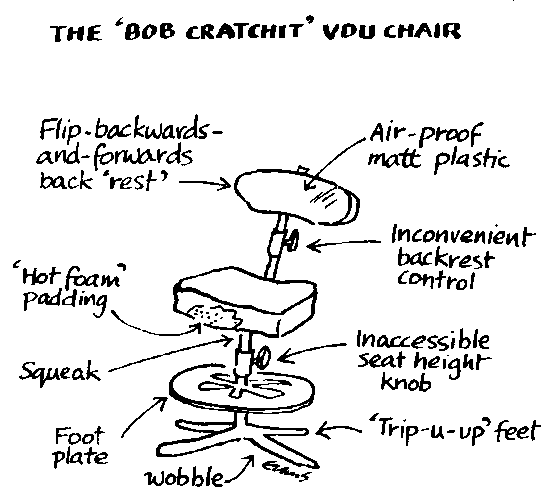 THE 'BOB CRATCHIT' VDU CHAIR
Flip-backwards-
and-forwards
back 'rest'
Air-proof
matt plastic
Inconvenient
backrest
control
'Hot foam'
padding
Inaccessible
seat height
knob
Squeak
Foot
plate
'Trip-u-up' feet
Wobble